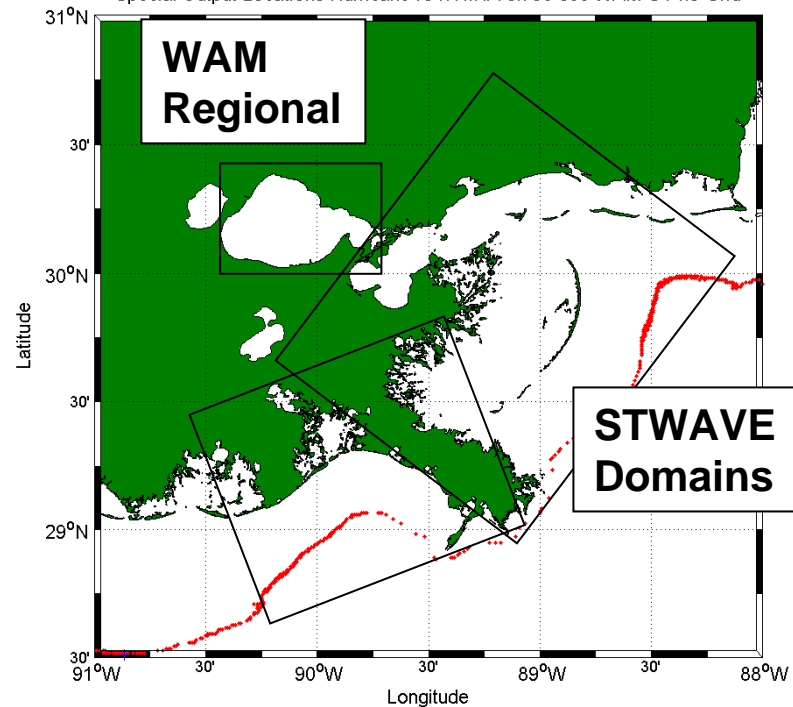 31°N
WAM
Regional
30'
30°N
Latitude
30'
STWAVE
Domains
29°N
30'
91°W
30'
90°W
30'
89°W
30'
88°W
Longitude